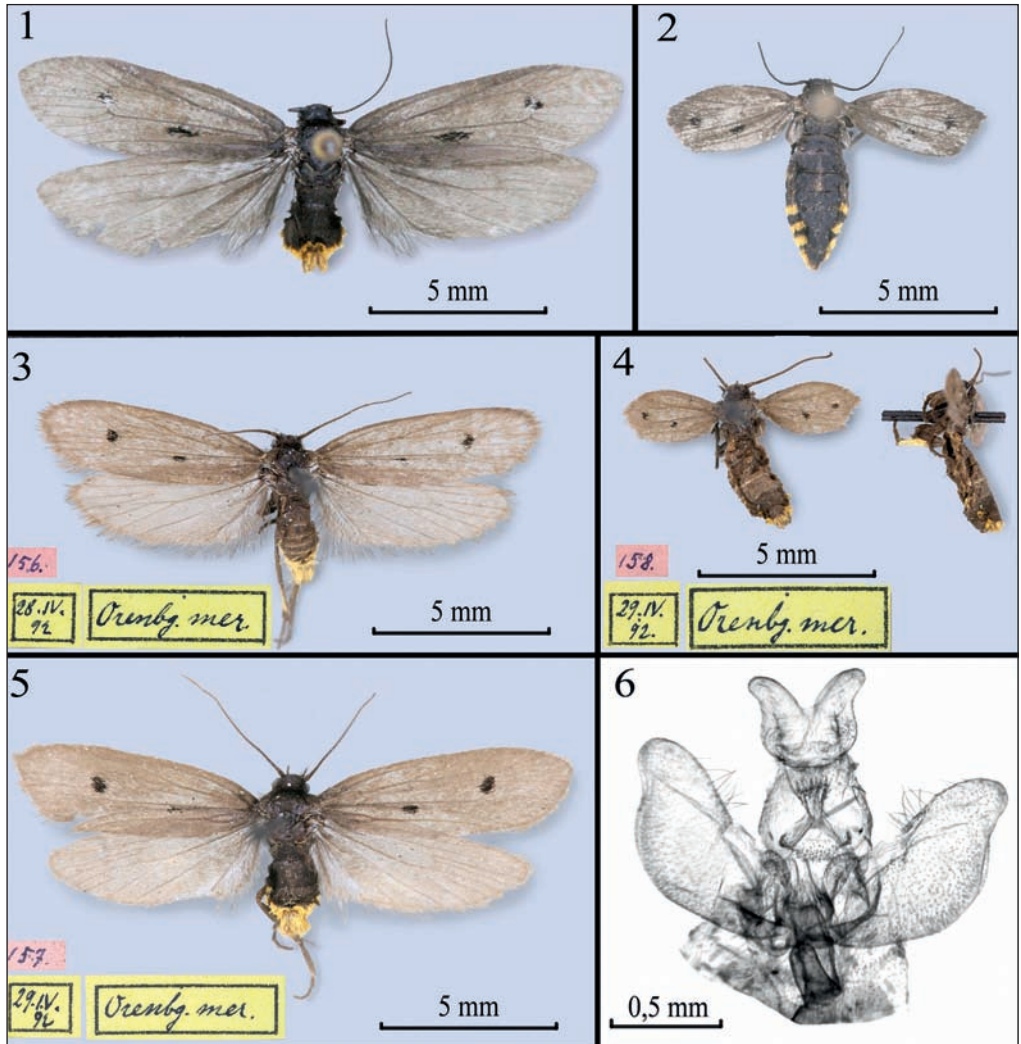 1
5 mm
2
5 mm
3
156.
28.IV.
92
Orenbg. mer.
5 mm
4
158.
29.IV.
92.
Orenbg. mer.
5 mm
5
157.
29.IV.
92
Orenbg. mer.
5 mm
6
0,5 mm